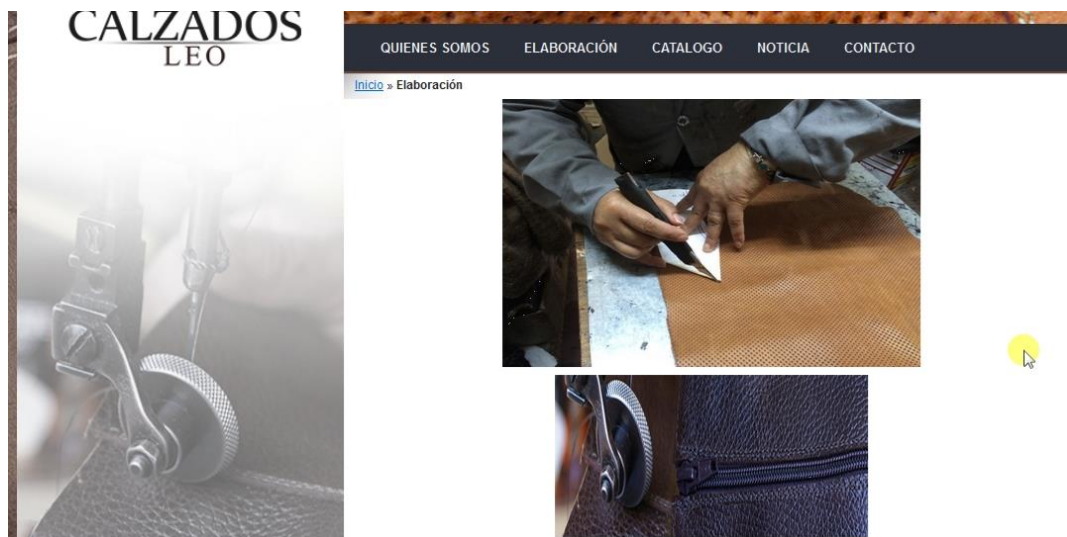 CALZADOS
LEO
QUIENES SOMOS ELABORACIÓN CATALOGO NOTICIA CONTACTO
Inicio » Elaboración